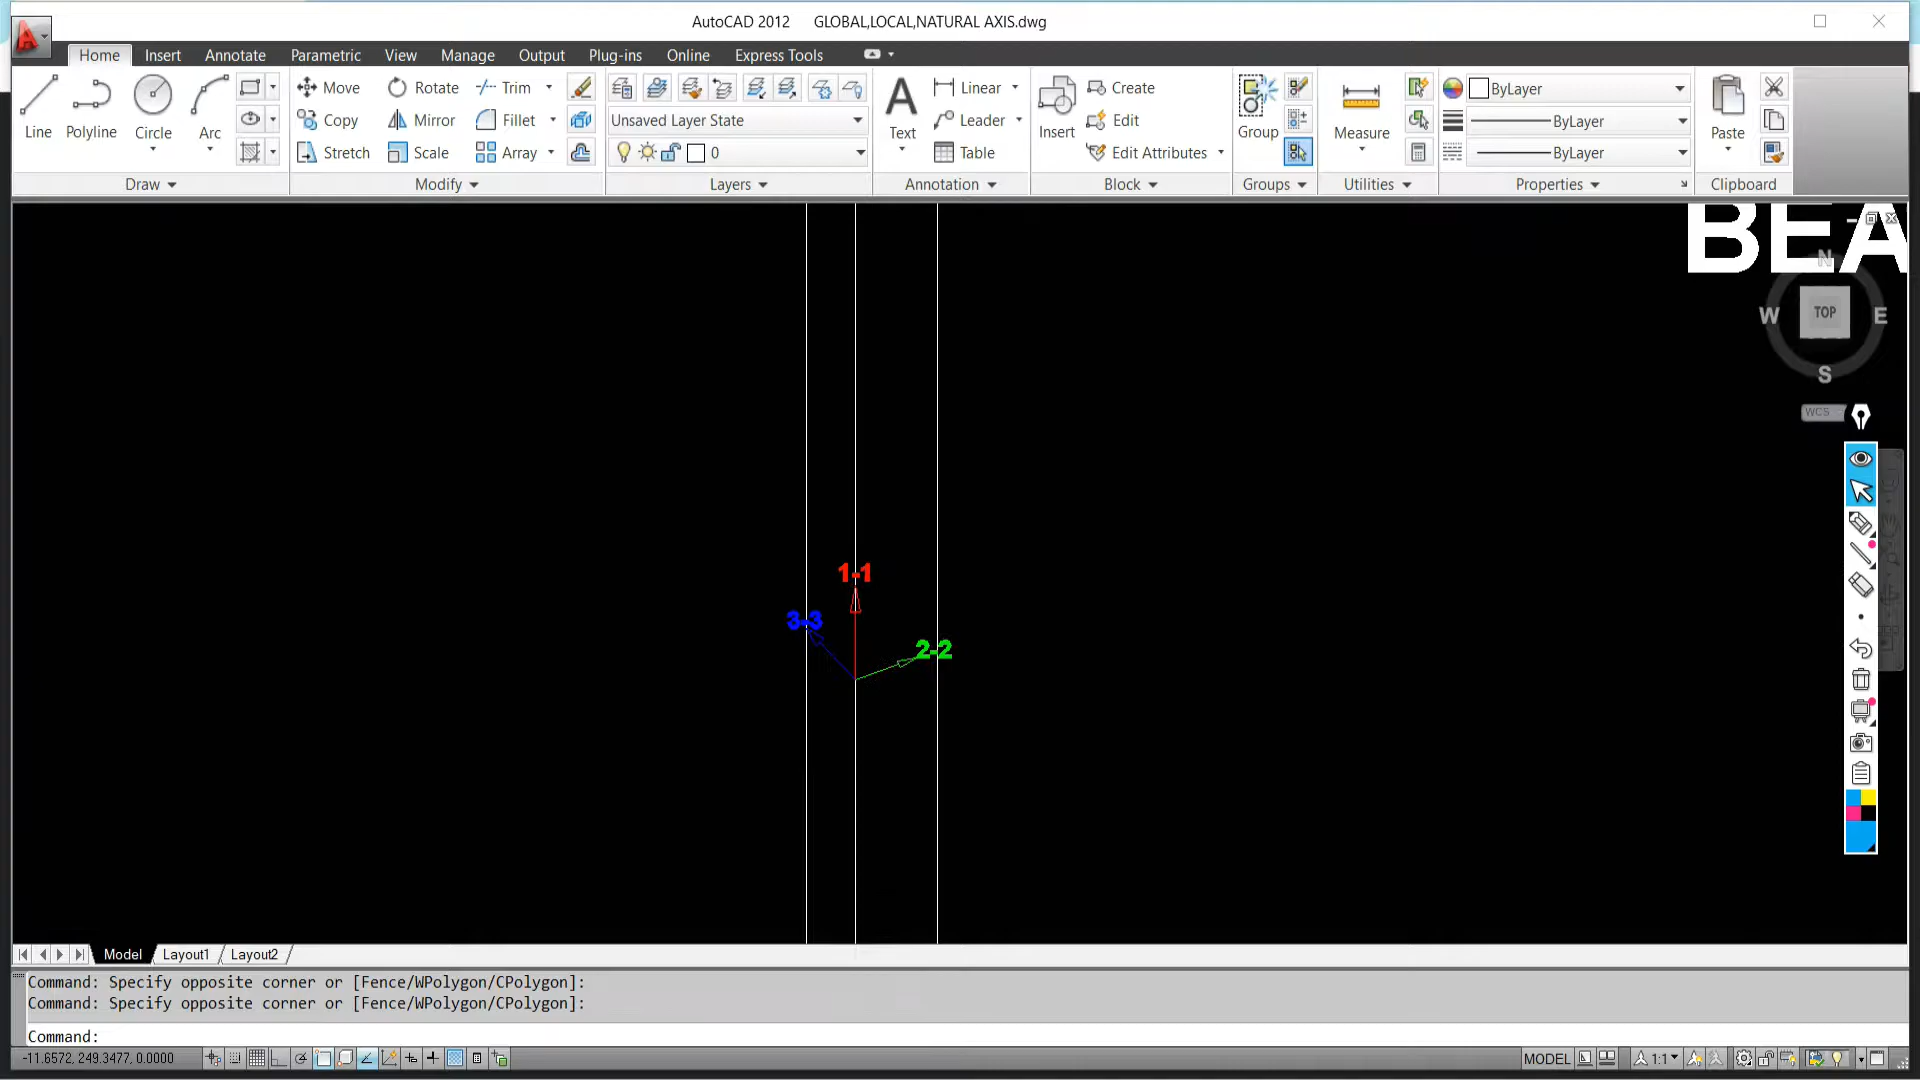 AutoCAD 2012 GLOBAL,LOCAL,NATURAL AXIS.dwg
Home Insert Annotate Parametric View Manage Output Plug-ins Online Express Tools
Line Polyline Circle Arc
Move Rotate Trim
Copy Mirror Fillet
Stretch Scale Array
Unsaved Layer State
0
Text
Linear
Leader
Table
Insert
Create
Edit
Edit Attributes
Group
Measure
ByLayer
ByLayer
ByLayer
Paste
Draw Modify Layers Annotation Block Groups Utilities Properties Clipboard
BEA
N
W TOP E
S
WCS
1-1
3-3
2-2
Model Layout1 Layout2
Command: Specify opposite corner or [Fence/WPolygon/CPolygon]:
Command: Specify opposite corner or [Fence/WPolygon/CPolygon]:
Command:
-11.6572, 249.3477, 0.0000
MODEL 1:1